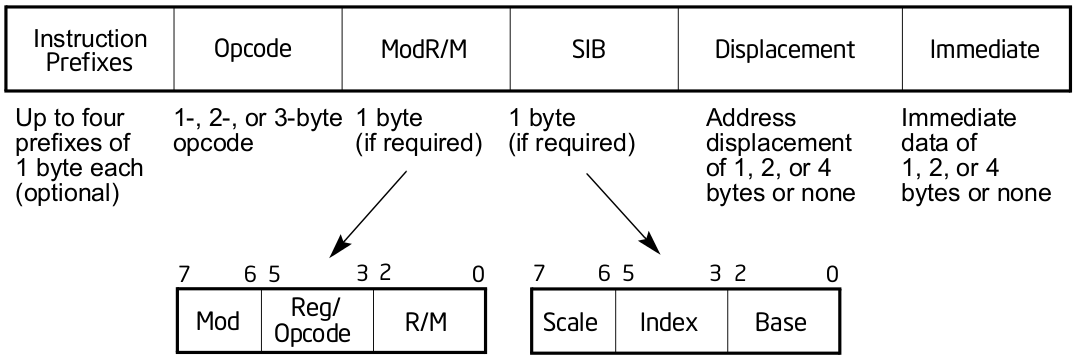 Instruction
Prefixes
Opcode
ModR/M
SIB
Displacement
Immediate
Up to four
prefixes of
1 byte each
(optional)
1-, 2-, or 3-byte
opcode
1 byte
(if required)
1 byte
(if required)
Address
displacement
of 1, 2, or 4
bytes or none
Immediate
data of
1, 2, or 4
bytes or none
7 6 5 3 2 0
Mod
Reg/
Opcode
R/M
7 6 5 3 2 0
Scale
Index
Base